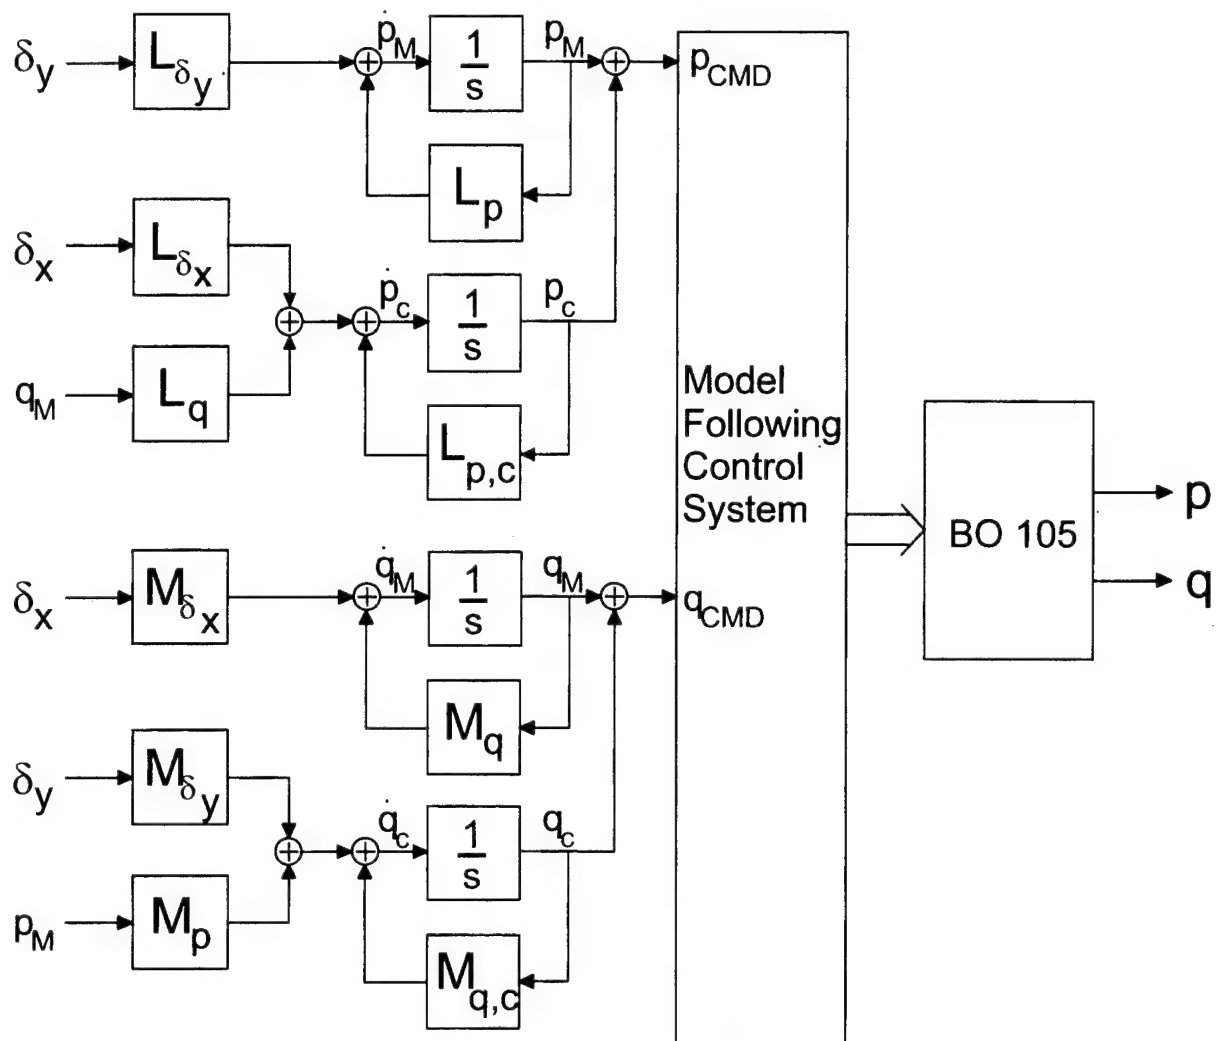 δy Lδy ṗM 1/s pM pCMD
Lp
δx Lδx ṗc 1/s pc
qM Lq
Lp,c
Model
Following
Control
System
BO 105
p
q
δx Mδx q̇M 1/s qM qCMD
Mq
δy Mδy q̇c 1/s qc
pM Mp
Mq,c